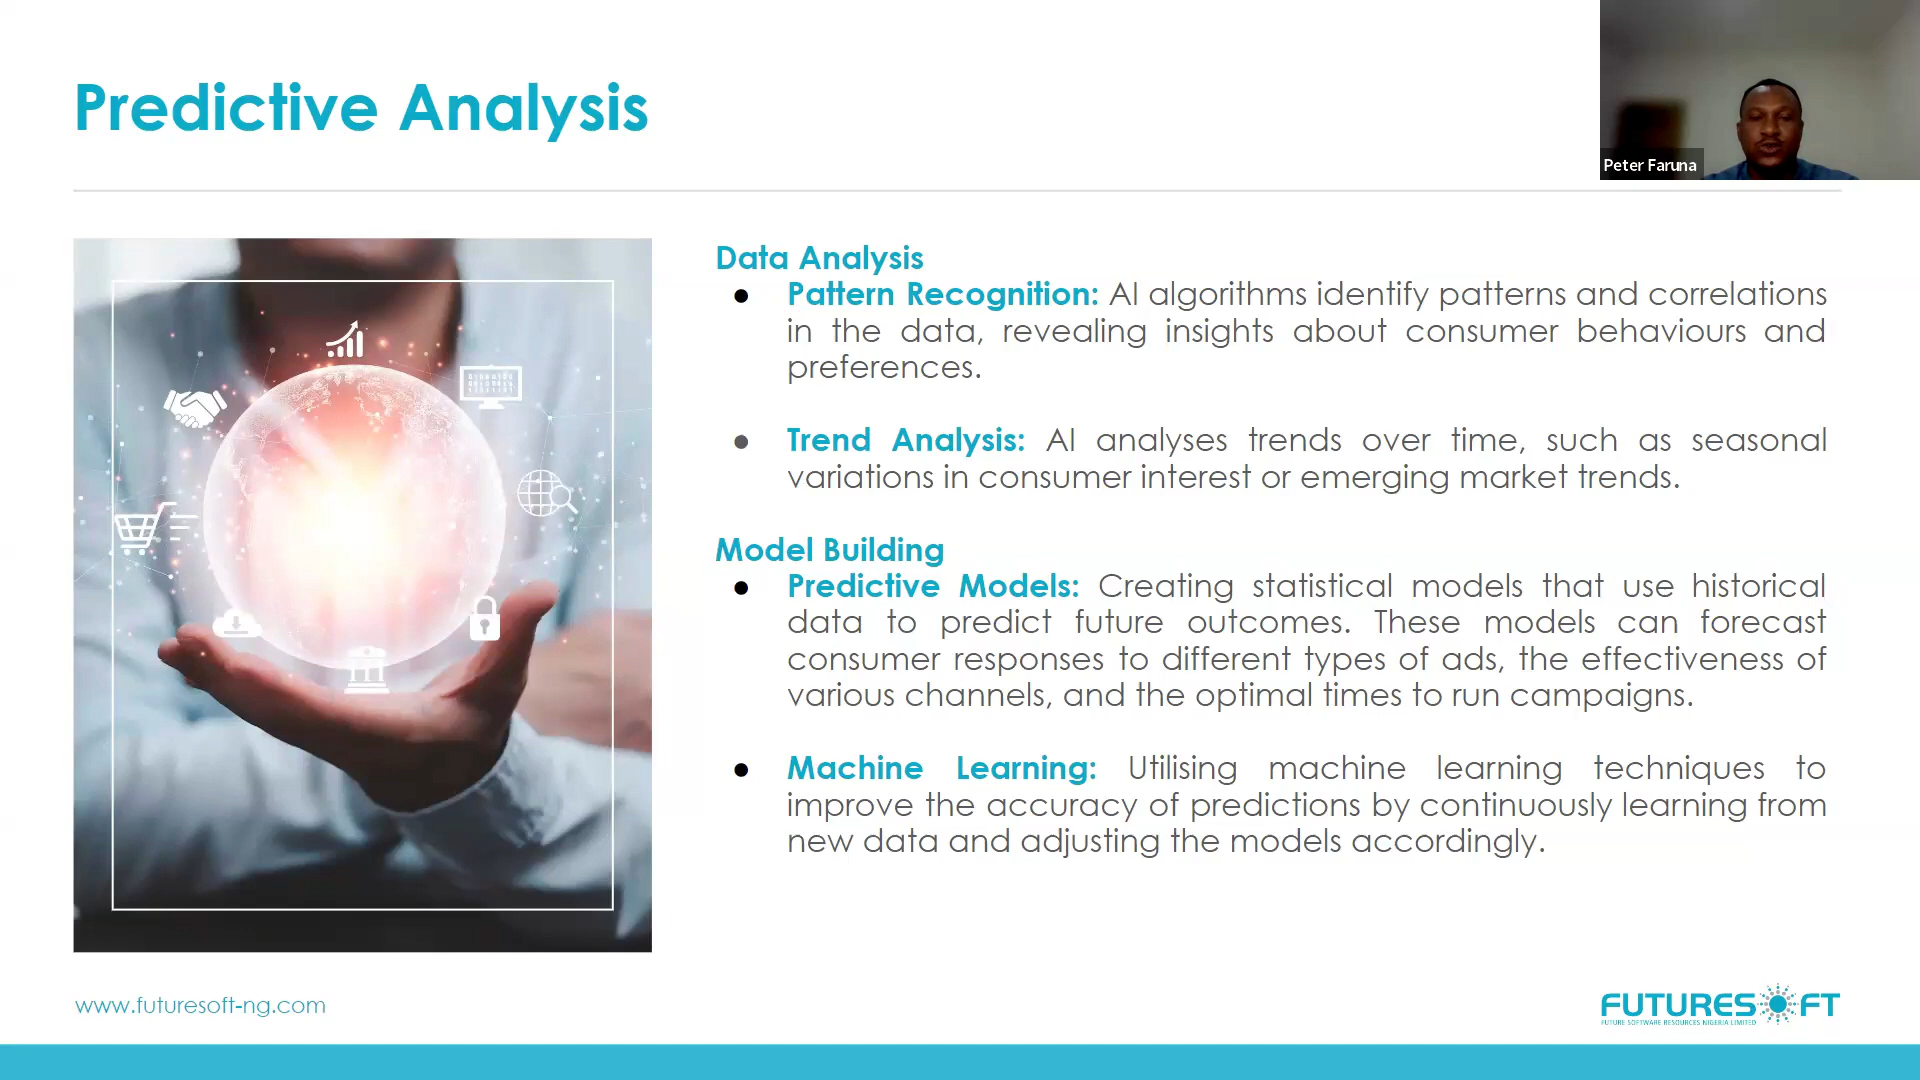 Predictive Analysis
Peter Faruna
Data Analysis
● Pattern Recognition: AI algorithms identify patterns and correlations
in the data, revealing insights about consumer behaviours and
preferences.
● Trend Analysis: AI analyses trends over time, such as seasonal
variations in consumer interest or emerging market trends.
Model Building
● Predictive Models: Creating statistical models that use historical
data to predict future outcomes. These models can forecast
consumer responses to different types of ads, the effectiveness of
various channels, and the optimal times to run campaigns.
● Machine Learning: Utilising machine learning techniques to
improve the accuracy of predictions by continuously learning from
new data and adjusting the models accordingly.
www.futuresoft-ng.com
FUTURESOFT
FUTURE SOFTWARE RESOURCES NIGERIA LIMITED